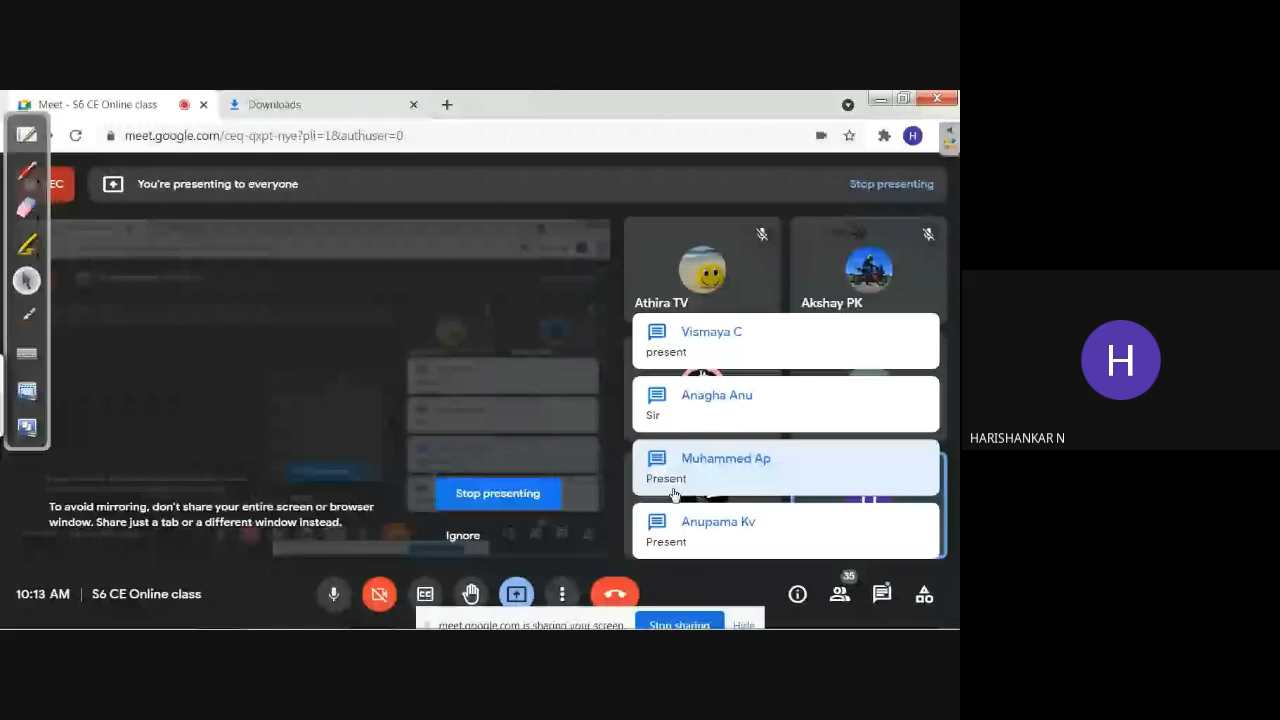 Meet - S6 CE Online class
Downloads
meet.google.com/ceq-qxpt-nye?pli=1&authuser=0
H
EC
You're presenting to everyone
Stop presenting
Athira TV
Akshay PK
Vismaya C
present
Anagha Anu
Sir
Muhammed Ap
Present
Anupama Kv
Present
Stop presenting
To avoid mirroring, don't share your entire screen or browser
window. Share just a tab or a different window instead.
Ignore
H
HARISHANKAR N
35
10:13 AM | S6 CE Online class
meet.google.com is sharing your screen.
Stop sharing
Hide